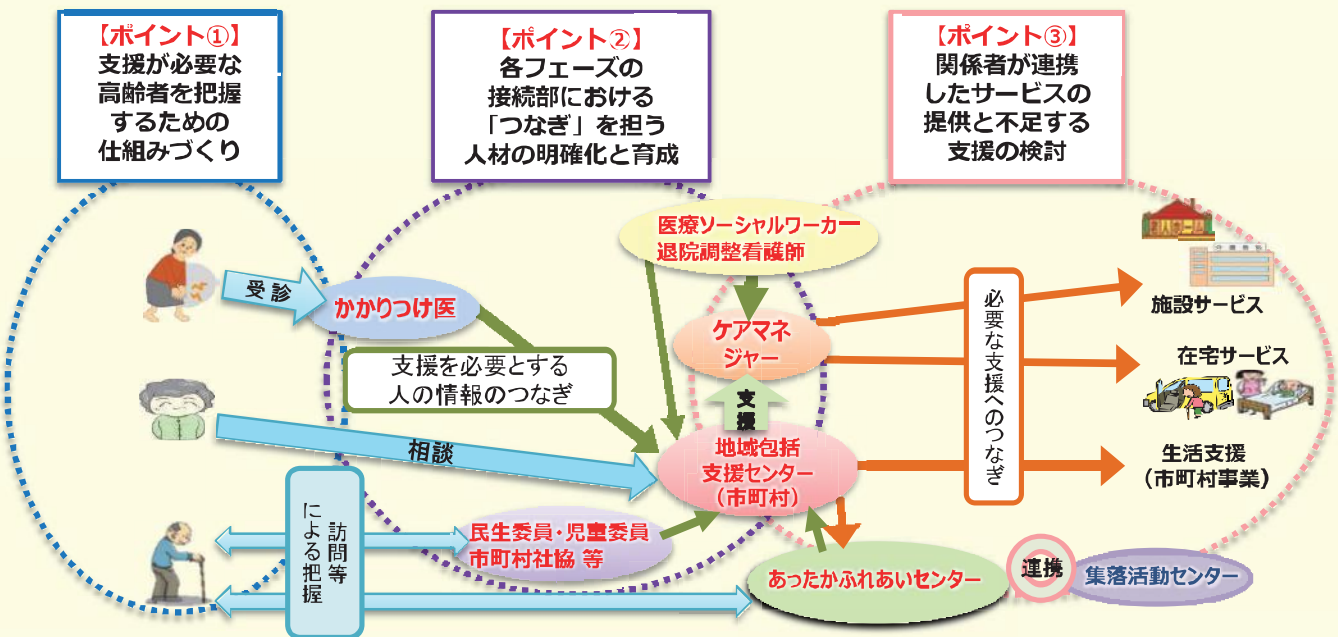 【ポイント①】
支援が必要な
高齢者を把握
するための
仕組みづくり
【ポイント②】
各フェーズの
接続部における
「つなぎ」を担う
人材の明確化と育成
【ポイント③】
関係者が連携
したサービスの
提供と不足する
支援の検討
医療ソーシャルワーカー
退院調整看護師
受診
かかりつけ医
ケアマネ
ジャー
支援を必要とする
人の情報のつなぎ
支援
相談
地域包括
支援センター
(市町村)
必要な支援へのつなぎ
施設サービス
在宅サービス
生活支援
(市町村事業)
訪問等
による把握
民生委員・児童委員
市町村社協 等
あったかふれあいセンター
連携
集落活動センター